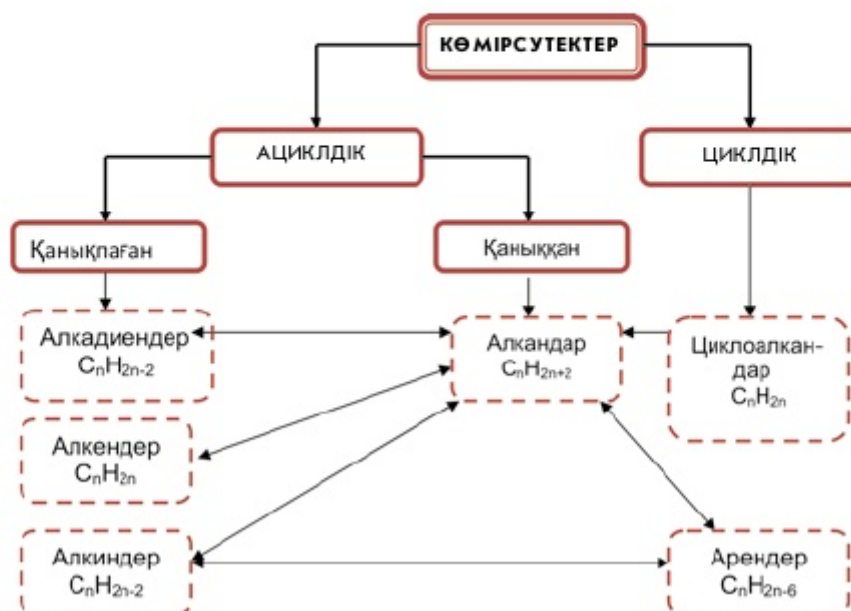 КӨМІРСУТЕКТЕР
АЦИКЛДІК
ЦИКЛДІК
Қанықпаған
Қаныққан
Алкадиендер
CnH2n-2
Алкандар
CnH2n+2
Циклоалкан-
дар
CnH2n
Алкендер
CnH2n
Алкиндер
CnH2n-2
Арендер
CnH2n-6